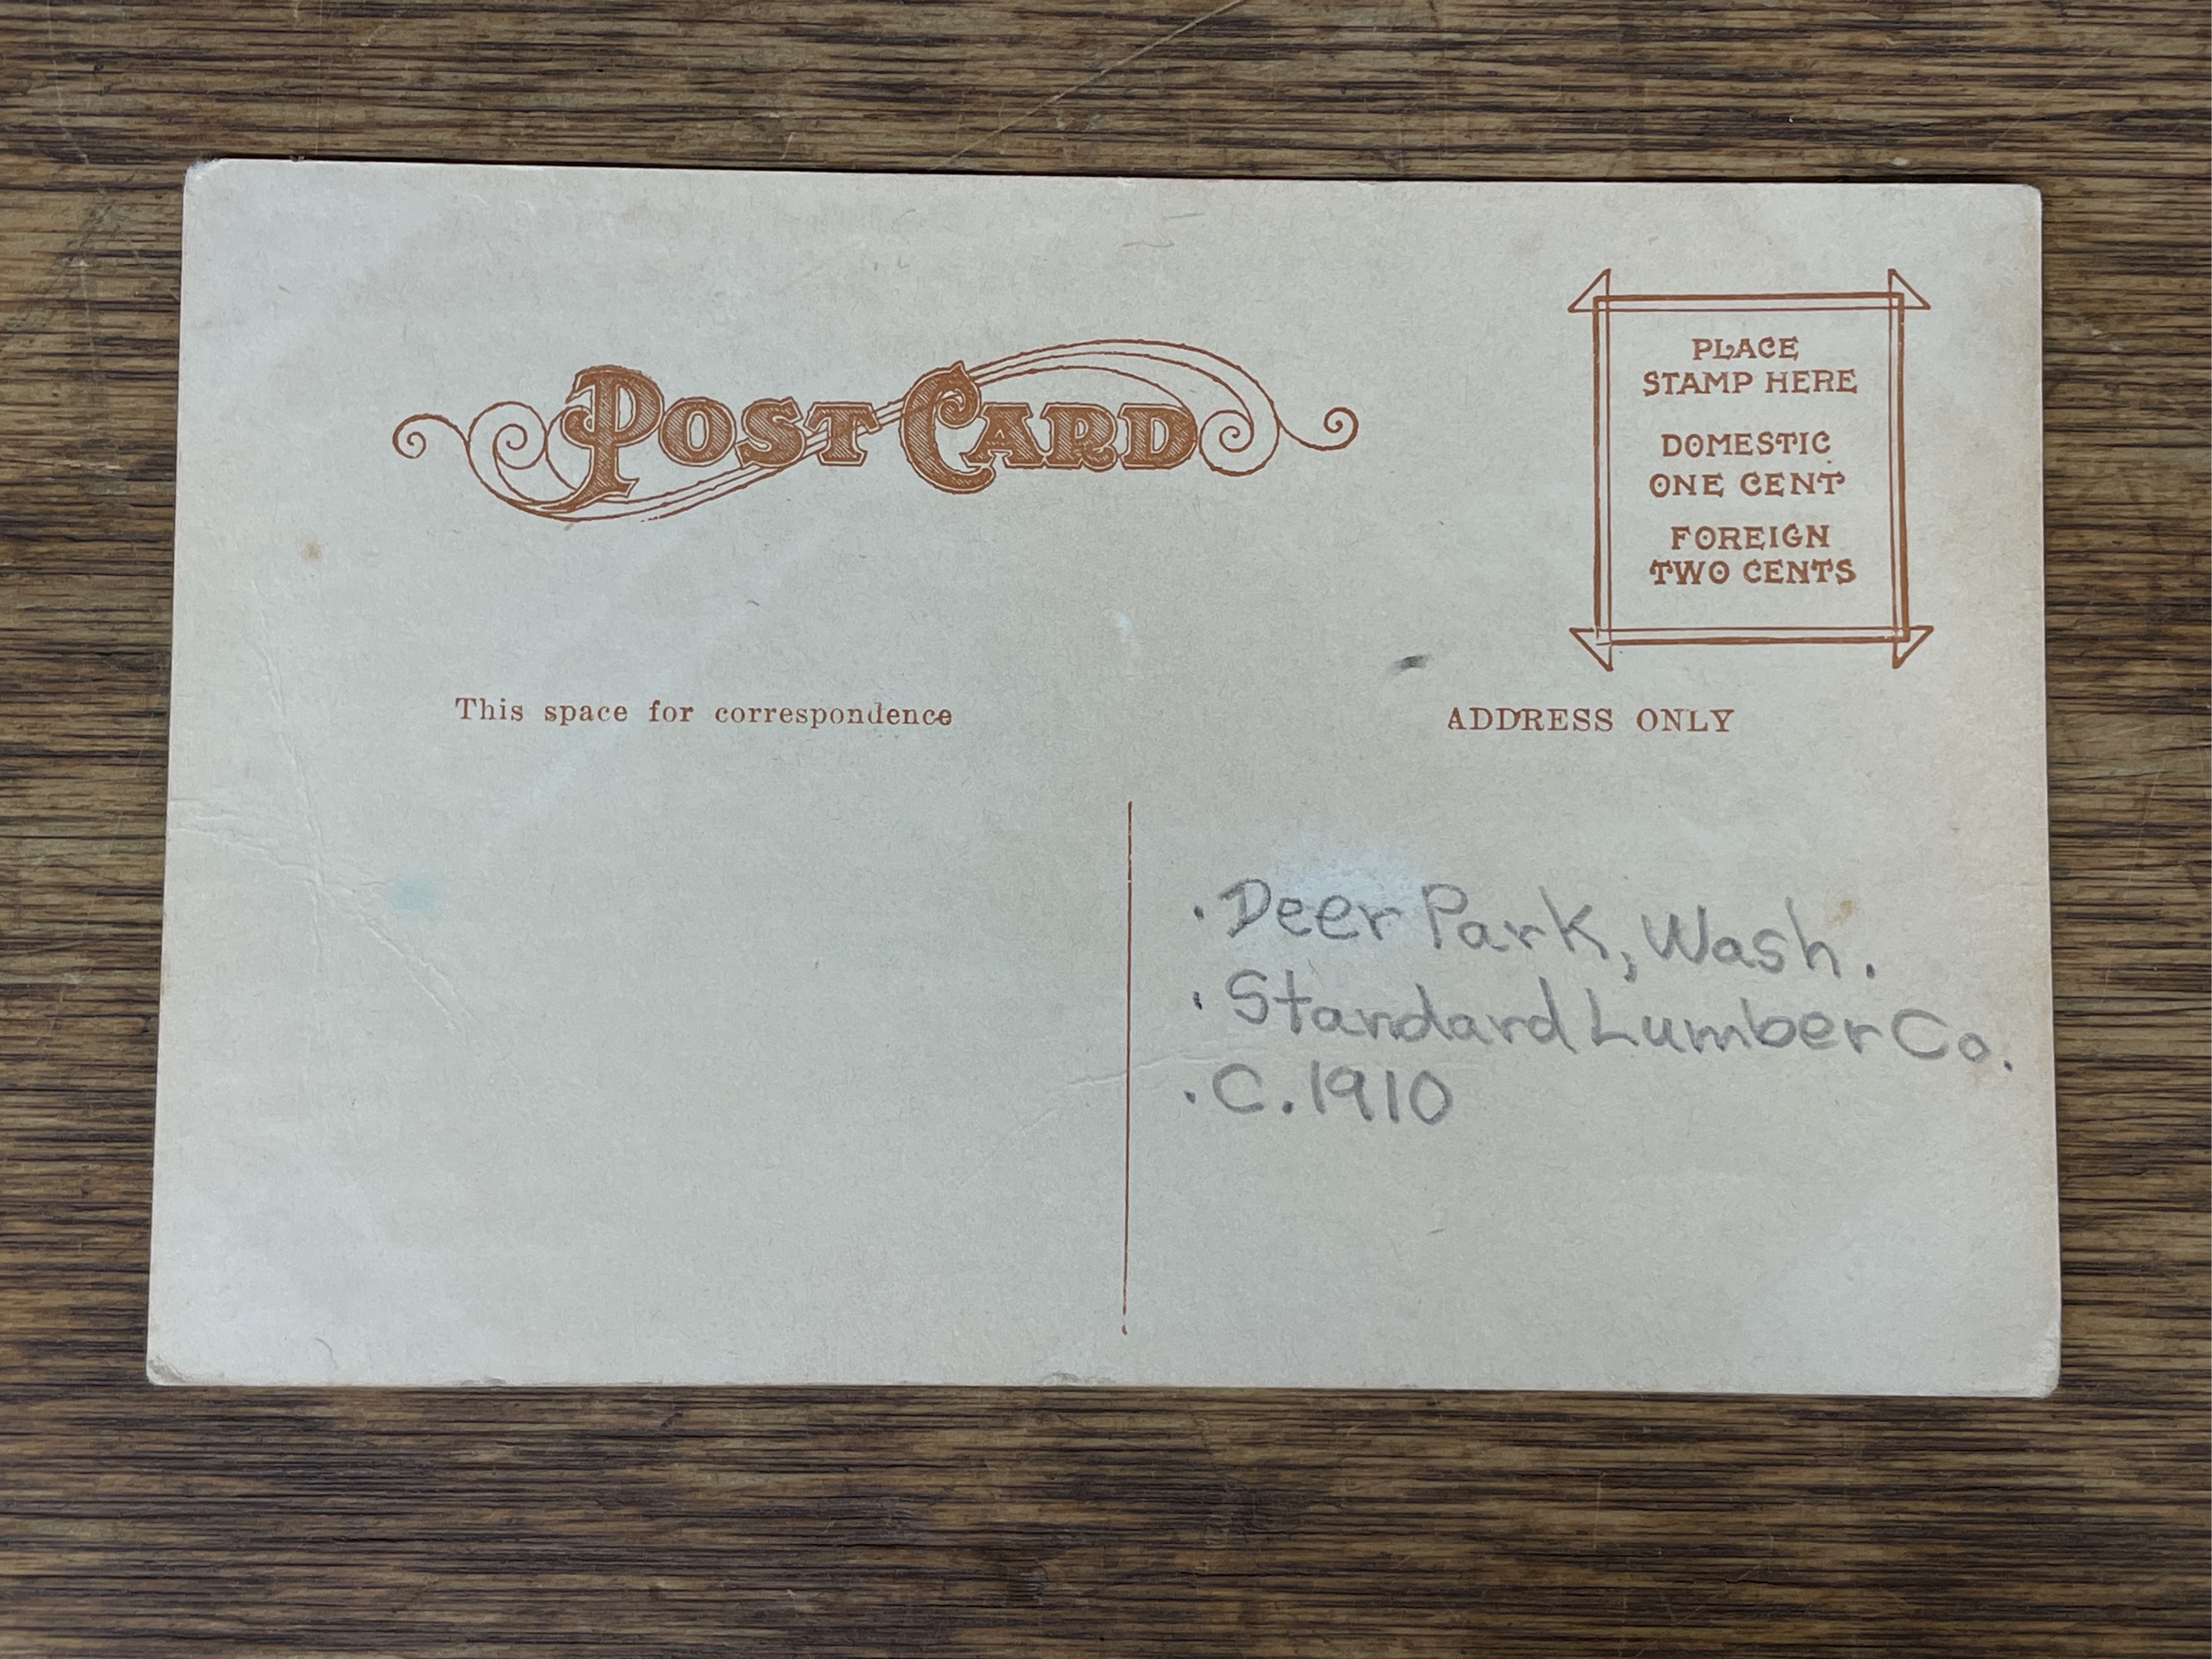 POST CARD
PLACE
STAMP HERE
DOMESTIC
ONE CENT
FOREIGN
TWO CENTS
This space for correspondence
ADDRESS ONLY
· Deer Park, Wash.
· Standard Lumber Co.
· C. 1910